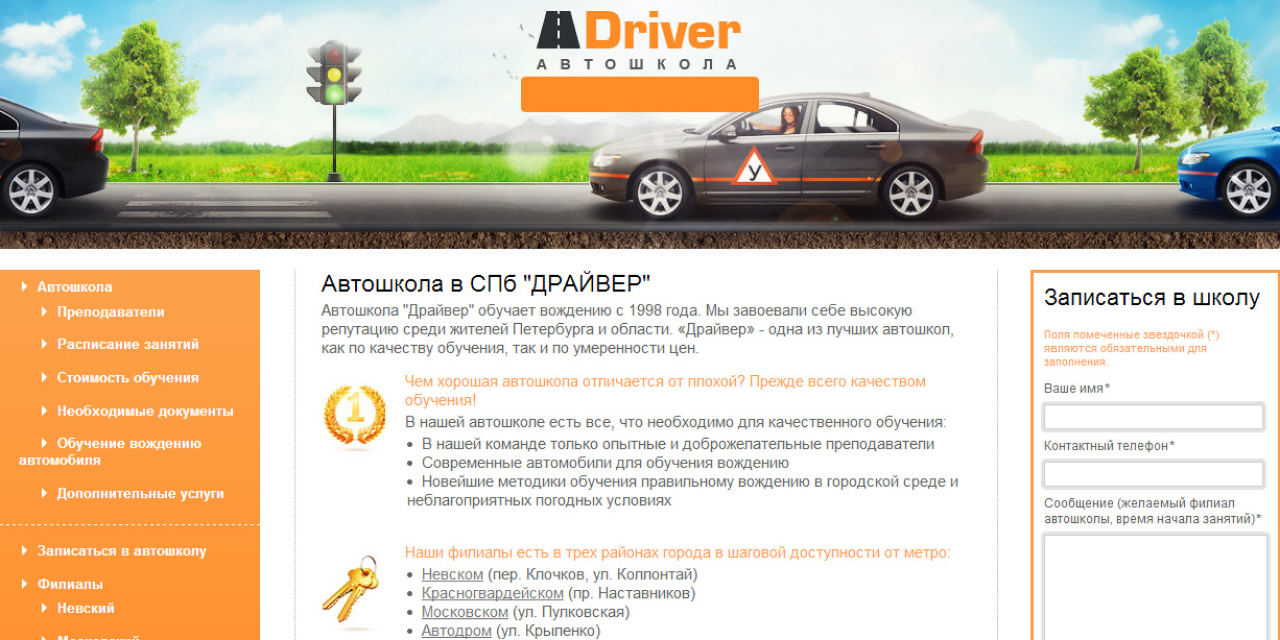 ADriver
АВТОШКОЛА
У
Автошкола
Преподаватели
Расписание занятий
Стоимость обучения
Необходимые документы
Обучение вождению
автомобиля
Дополнительные услуги
Записаться в автошколу
Филиалы
Невский
Московский
Автошкола в СПб "ДРАЙВЕР"
Автошкола "Драйвер" обучает вождению с 1998 года. Мы завоевали себе высокую
репутацию среди жителей Петербурга и области. «Драйвер» - одна из лучших автошкол,
как по качеству обучения, так и по умеренности цен.
1
Чем хорошая автошкола отличается от плохой? Прежде всего качеством
обучения!
В нашей автошколе есть все, что необходимо для качественного обучения:
• В нашей команде только опытные и доброжелательные преподаватели
• Современные автомобили для обучения вождению
• Новейшие методики обучения правильному вождению в городской среде и
неблагоприятных погодных условиях
Наши филиалы есть в трех районах города в шаговой доступности от метро:
• Невском (пер. Клочков, ул. Коллонтай)
• Красногвардейском (пр. Наставников)
• Московском (ул. Пулковская)
• Автодром (ул. Крыленко)
Записаться в школу
Поля помеченные звездочкой (*)
являются обязательными для
заполнения.
Ваше имя*
Контактный телефон*
Сообщение (желаемый филиал
автошколы, время начала занятий)*